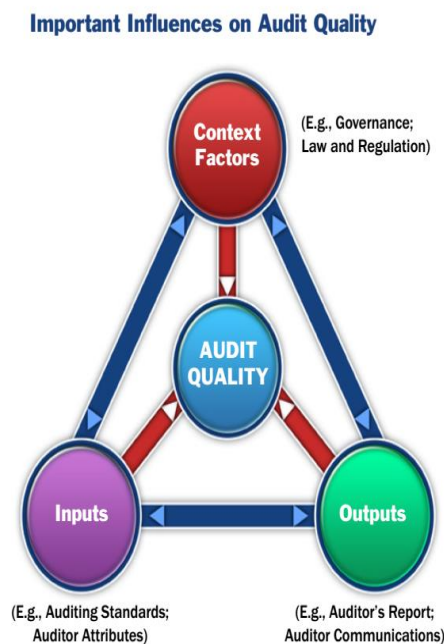 Important Influences on Audit Quality
Context
Factors
(E.g., Governance;
Law and Regulation)
AUDIT
QUALITY
Inputs
Outputs
(E.g., Auditing Standards;
Auditor Attributes)
(E.g., Auditor's Report;
Auditor Communications)